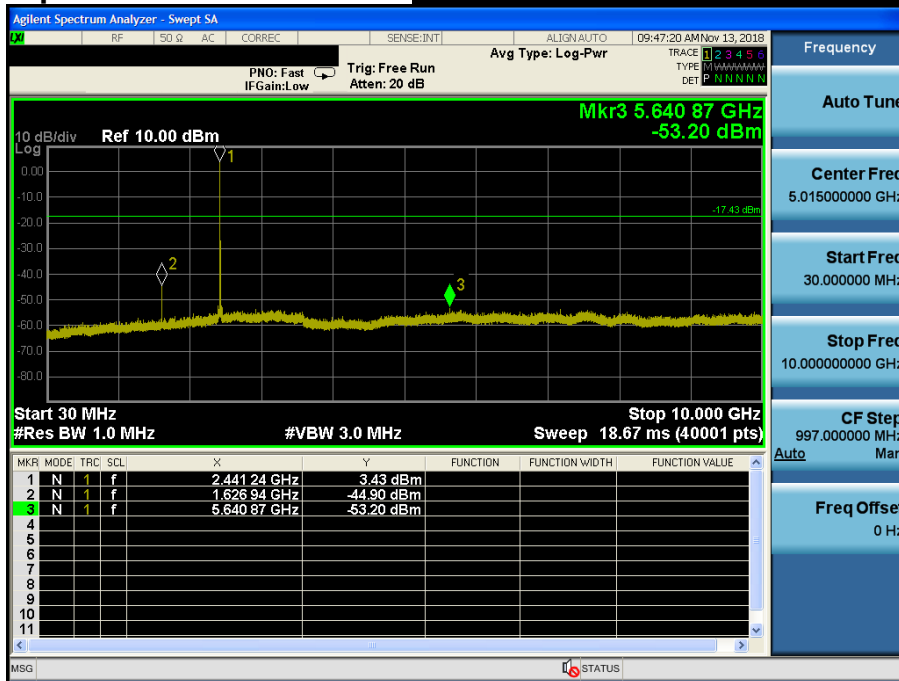 Agilent Spectrum Analyzer - Swept SA
LXI RF 50 Ω AC CORREC SENSE:INT ALIGN AUTO 09:47:20 AM Nov 13, 2018
Avg Type: Log-Pwr TRACE 1 2 3 4 5 6
PNO: Fast Trig: Free Run TYPE M
IFGain:Low Atten: 20 dB DET P N N N N N
Mkr3 5.640 87 GHz
-53.20 dBm
10 dB/div Ref 10.00 dBm
Log
1
0.00
-10.0
-17.43 dBm
-20.0
-30.0
2
-40.0
3
-50.0
-60.0
-70.0
-80.0
Start 30 MHz Stop 10.000 GHz
#Res BW 1.0 MHz #VBW 3.0 MHz Sweep 18.67 ms (40001 pts)
MKR MODE TRC SCL X Y FUNCTION FUNCTION WIDTH FUNCTION VALUE
1 N 1 f 2.441 24 GHz 3.43 dBm
2 N 1 f 1.626 94 GHz -44.90 dBm
3 N 1 f 5.640 87 GHz -53.20 dBm
4
5
6
7
8
9
10
11
MSG STATUS
Frequency
Auto Tune
Center Freq
5.015000000 GHz
Start Freq
30.000000 MHz
Stop Freq
10.000000000 GHz
CF Step
997.000000 MHz
Auto Man
Freq Offset
0 Hz